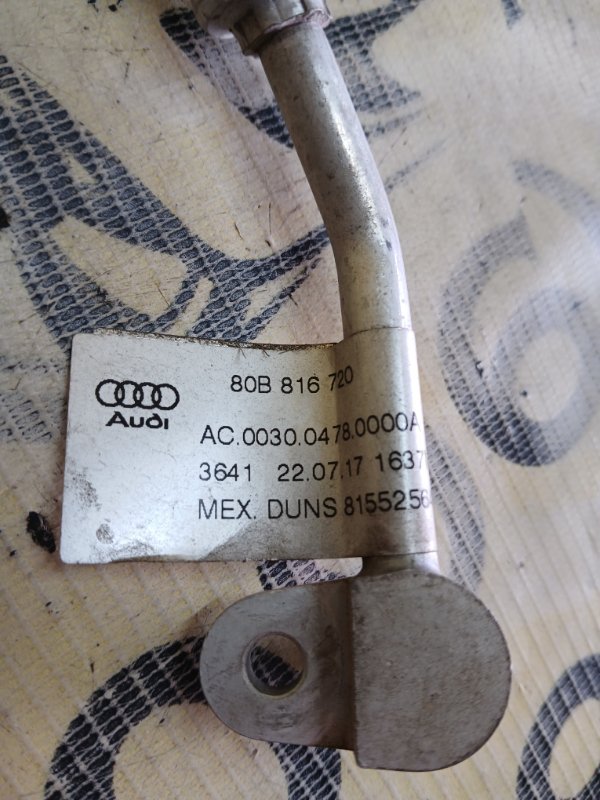 80B 816 720
Audi
AC.0030.0478.0000A
3641 22.07.17 1637
MEX. DUNS 8155256